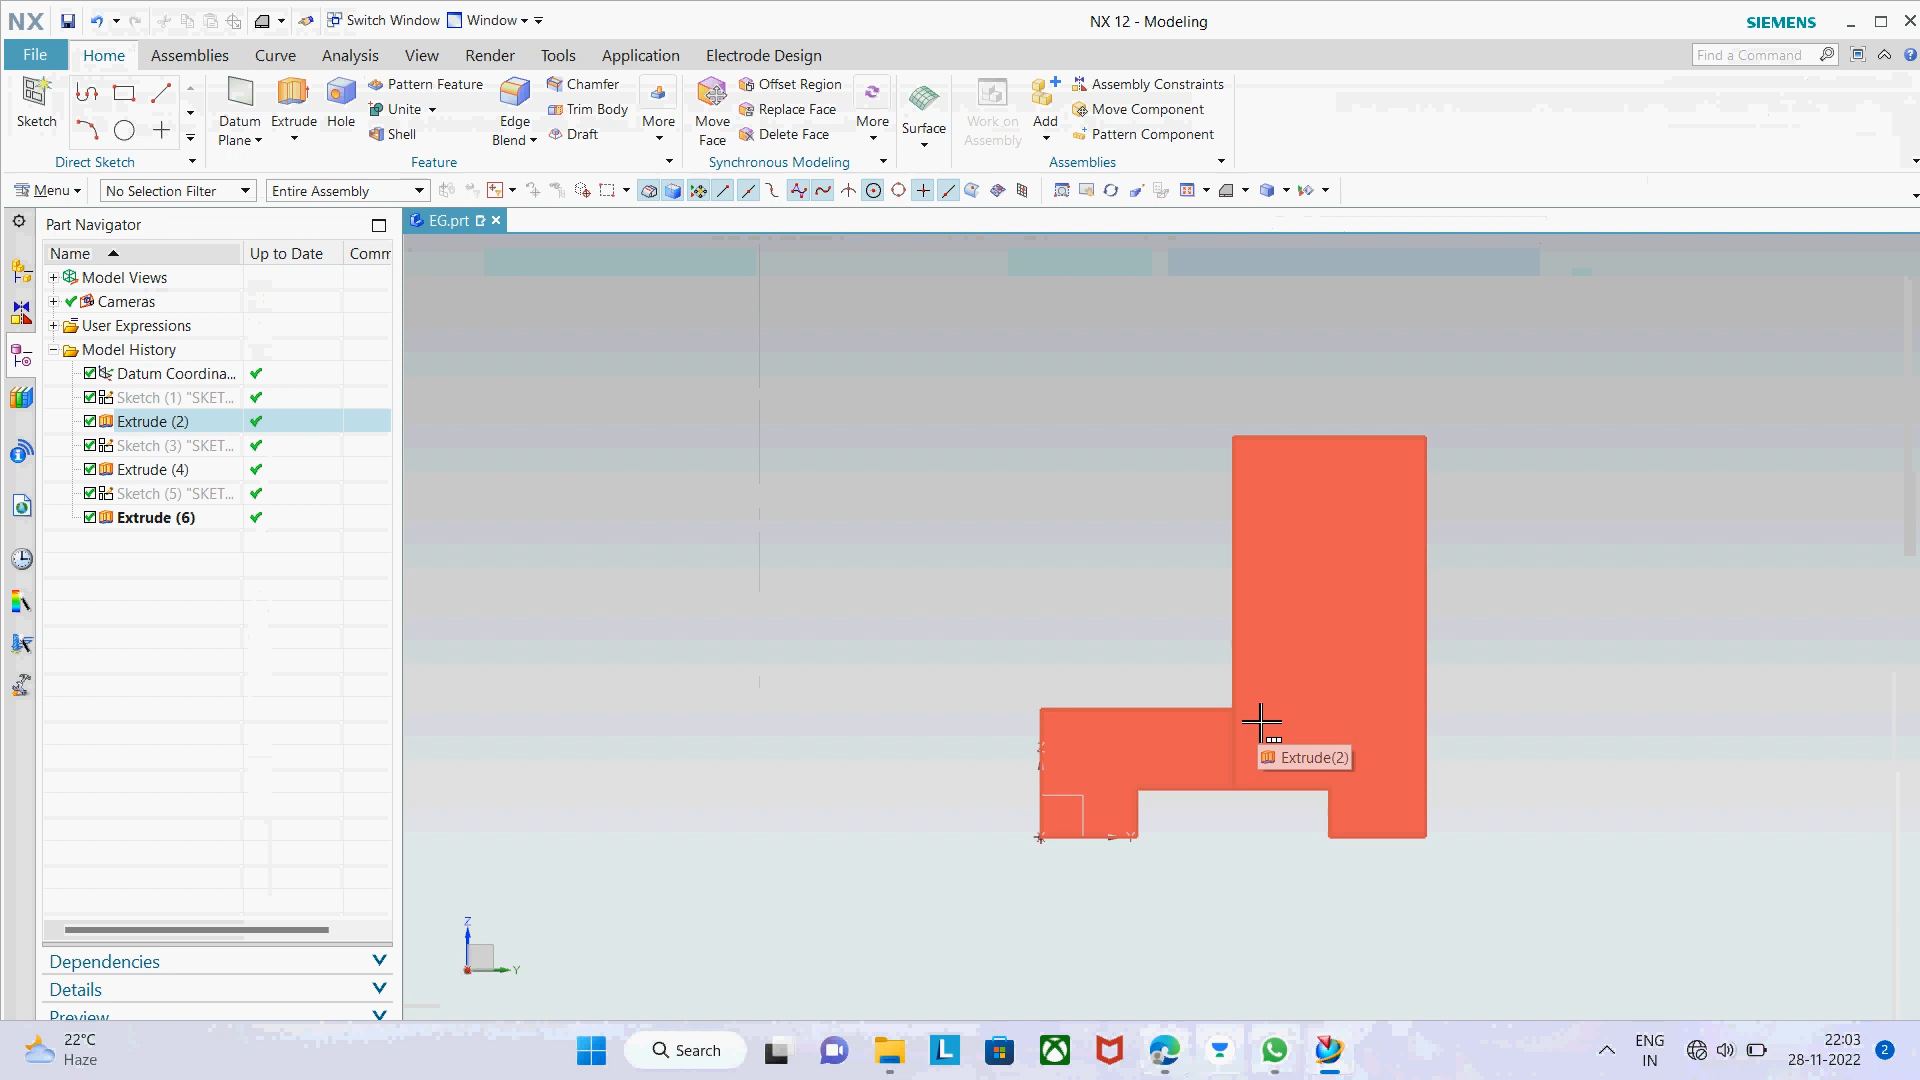 NX Switch Window Window NX 12 - Modeling SIEMENS
File Home Assemblies Curve Analysis View Render Tools Application Electrode Design Find a Command
Sketch
Direct Sketch
Datum Plane
Extrude
Hole
Pattern Feature
Unite
Shell
Edge Blend
Chamfer
Trim Body
Draft
More
Feature
Move Face
Offset Region
Replace Face
Delete Face
More
Synchronous Modeling
Surface
Work on Assembly
Add
Assembly Constraints
Move Component
Pattern Component
Assemblies
Menu No Selection Filter Entire Assembly
Part Navigator
EG.prt
Name Up to Date Comm
Model Views
Cameras
User Expressions
Model History
Datum Coordina...
Sketch (1) "SKET...
Extrude (2)
Sketch (3) "SKET...
Extrude (4)
Sketch (5) "SKET...
Extrude (6)
Extrude(2)
Z
Y
X
Z
Y
Dependencies
Details
Preview
22°C
Haze
Search
ENG
IN
22:03
28-11-2022
2